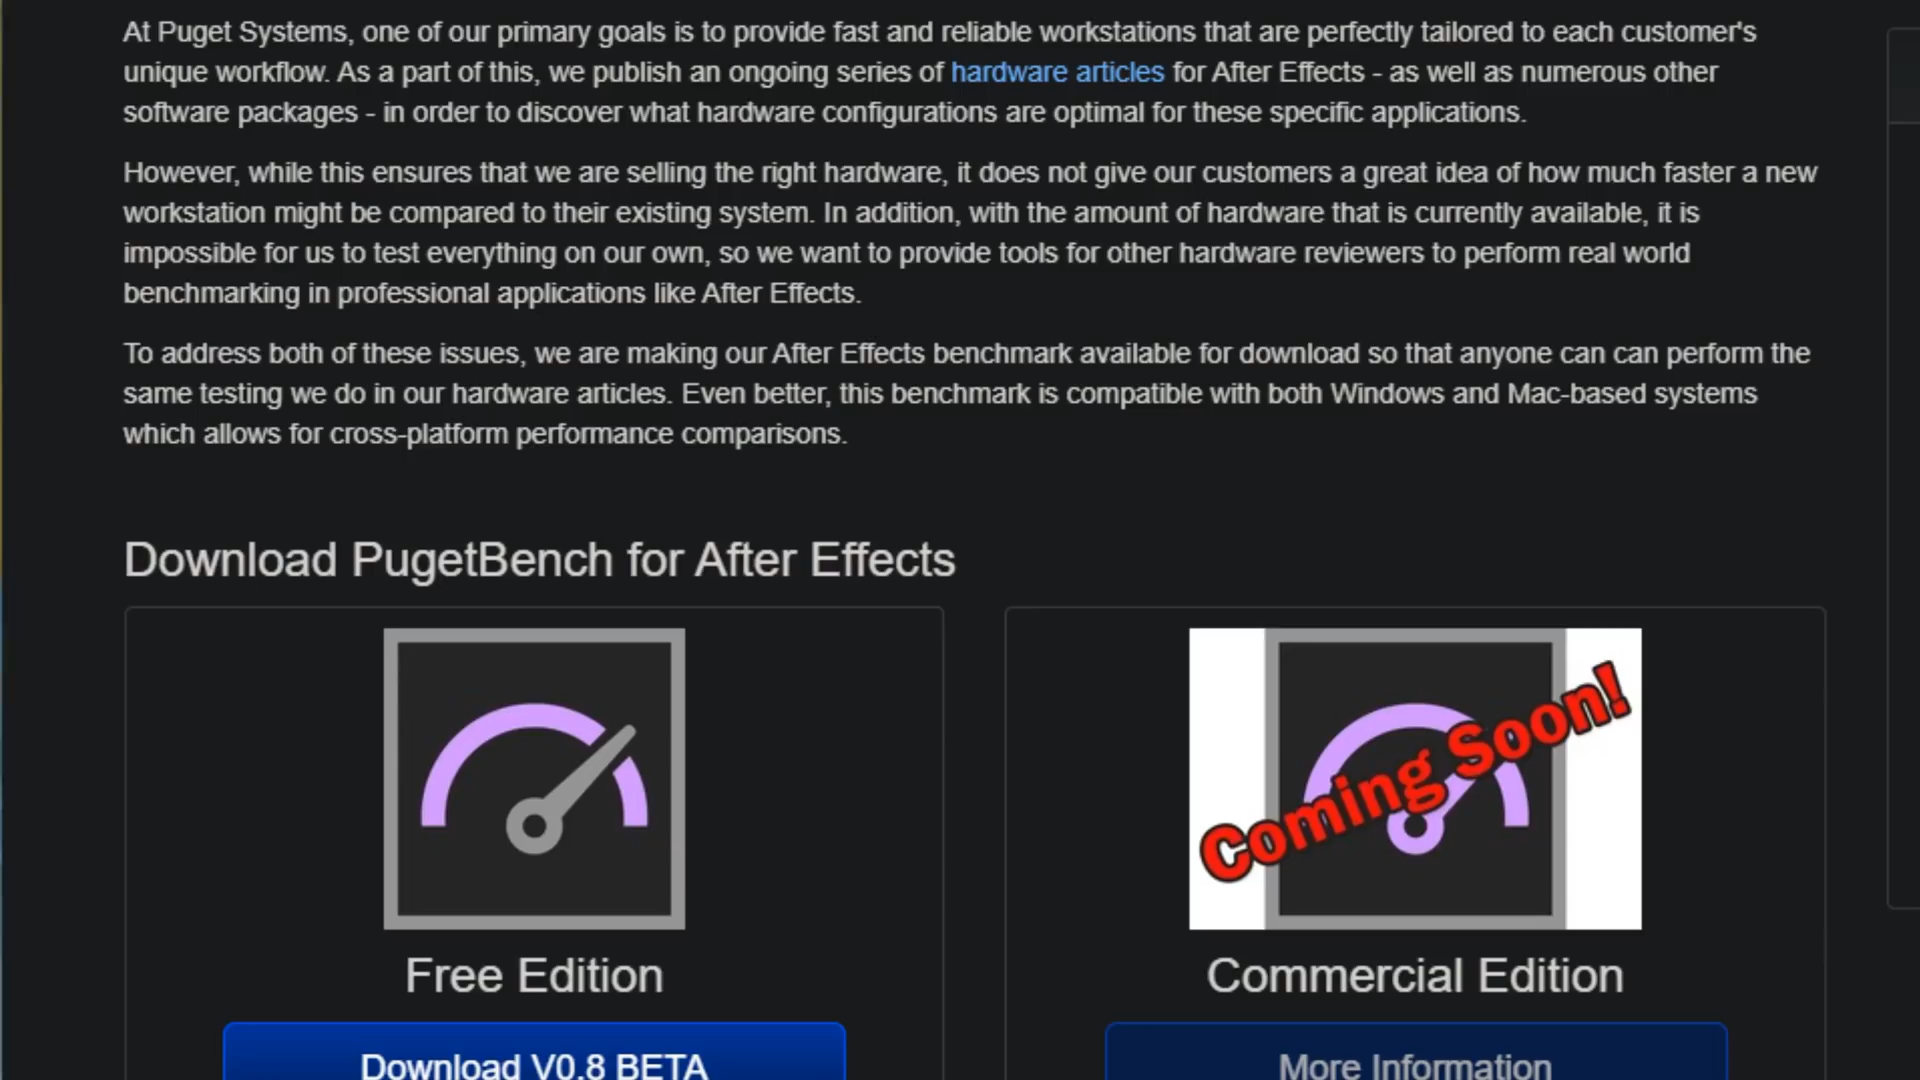 At Puget Systems, one of our primary goals is to provide fast and reliable workstations that are perfectly tailored to each customer's
unique workflow. As a part of this, we publish an ongoing series of hardware articles for After Effects - as well as numerous other
software packages - in order to discover what hardware configurations are optimal for these specific applications.
However, while this ensures that we are selling the right hardware, it does not give our customers a great idea of how much faster a new
workstation might be compared to their existing system. In addition, with the amount of hardware that is currently available, it is
impossible for us to test everything on our own, so we want to provide tools for other hardware reviewers to perform real world
benchmarking in professional applications like After Effects.
To address both of these issues, we are making our After Effects benchmark available for download so that anyone can can perform the
same testing we do in our hardware articles. Even better, this benchmark is compatible with both Windows and Mac-based systems
which allows for cross-platform performance comparisons.
Download PugetBench for After Effects
Coming Soon!
Free Edition
Commercial Edition
Download V0.8 BETA
More Information